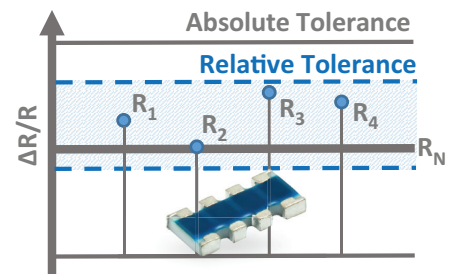 Absolute Tolerance
Relative Tolerance
ΔR/R
R1
R2
R3
R4
RN